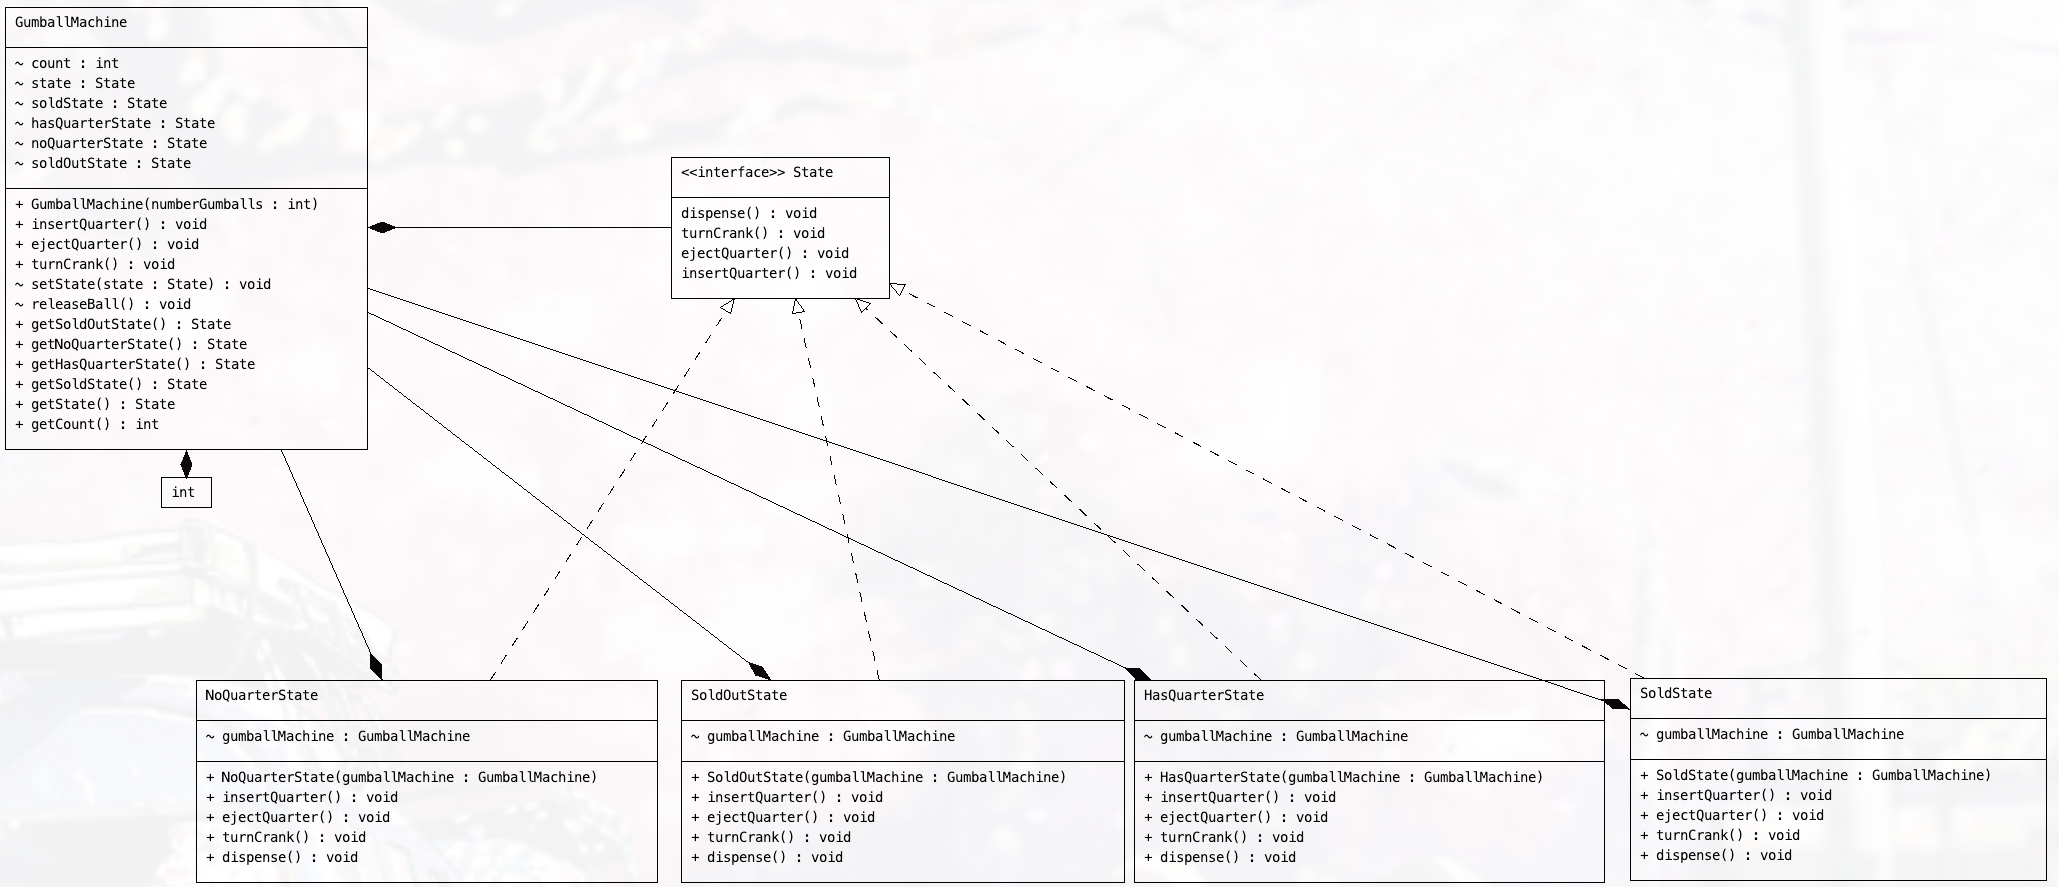 GumballMachine
~ count : int
~ state : State
~ soldState : State
~ hasQuarterState : State
~ noQuarterState : State
~ soldOutState : State
+ GumballMachine(numberGumballs : int)
+ insertQuarter() : void
+ ejectQuarter() : void
+ turnCrank() : void
~ setState(state : State) : void
~ releaseBall() : void
+ getSoldOutState() : State
+ getNoQuarterState() : State
+ getHasQuarterState() : State
+ getSoldState() : State
+ getState() : State
+ getCount() : int
int
<<interface>> State
dispense() : void
turnCrank() : void
ejectQuarter() : void
insertQuarter() : void
NoQuarterState
~ gumballMachine : GumballMachine
+ NoQuarterState(gumballMachine : GumballMachine)
+ insertQuarter() : void
+ ejectQuarter() : void
+ turnCrank() : void
+ dispense() : void
SoldOutState
~ gumballMachine : GumballMachine
+ SoldOutState(gumballMachine : GumballMachine)
+ insertQuarter() : void
+ ejectQuarter() : void
+ turnCrank() : void
+ dispense() : void
HasQuarterState
~ gumballMachine : GumballMachine
+ HasQuarterState(gumballMachine : GumballMachine)
+ insertQuarter() : void
+ ejectQuarter() : void
+ turnCrank() : void
+ dispense() : void
SoldState
~ gumballMachine : GumballMachine
+ SoldState(gumballMachine : GumballMachine)
+ insertQuarter() : void
+ ejectQuarter() : void
+ turnCrank() : void
+ dispense() : void